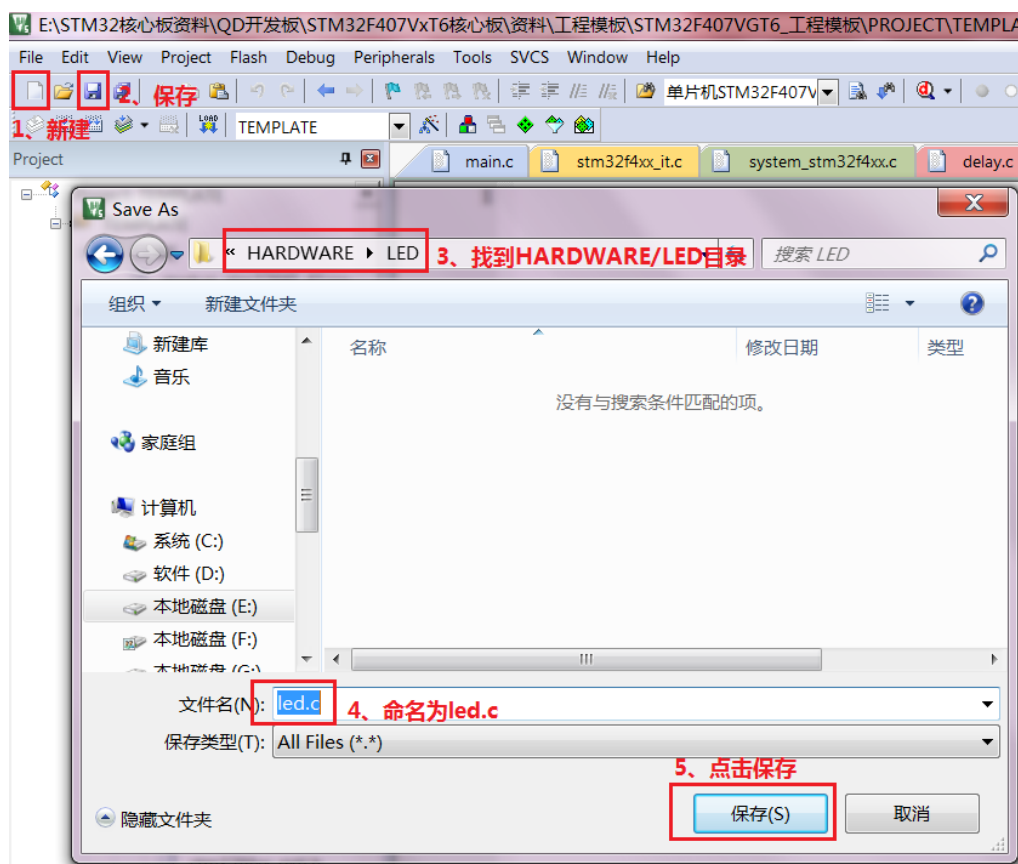 E:\STM32核心板资料\QD开发板\STM32F407VxT6核心板\资料\工程模板\STM32F407VGT6_工程模板\PROJECT\TEMPLA
File Edit View Project Flash Debug Peripherals Tools SVCS Window Help
2、保存
单片机STM32F407V
1、新建
LOAD
TEMPLATE
Project
main.c
stm32f4xx_it.c
system_stm32f4xx.c
delay.c
Save As
« HARDWARE LED
3、找到HARDWARE/LED目录
搜索 LED
组织
新建文件夹
名称
修改日期
类型
新建库
音乐
没有与搜索条件匹配的项。
家庭组
计算机
系统 (C:)
软件 (D:)
本地磁盘 (E:)
本地磁盘 (F:)
本地磁盘 (G:)
文件名(N): led.c
4、命名为led.c
保存类型(T): All Files (*.*)
5、点击保存
隐藏文件夹
保存(S)
取消